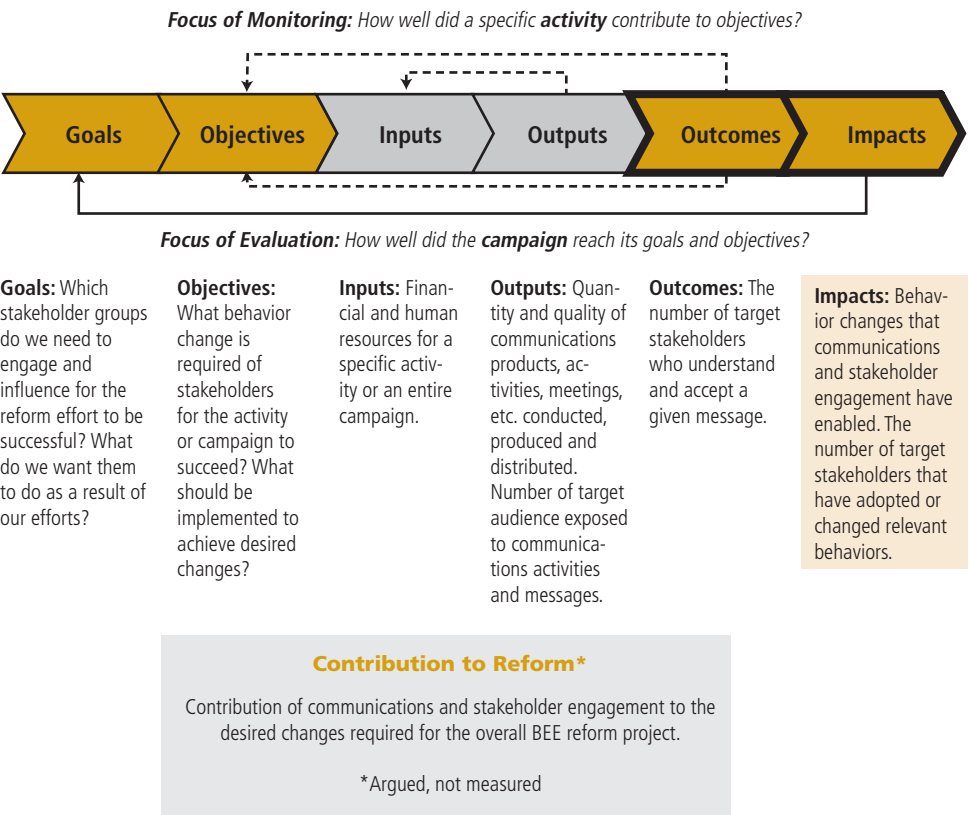 Focus of Monitoring: How well did a specific activity contribute to objectives?
Goals
Objectives
Inputs
Outputs
Outcomes
Impacts
Focus of Evaluation: How well did the campaign reach its goals and objectives?
Goals: Which
stakeholder groups
do we need to
engage and
influence for the
reform effort to be
successful? What
do we want them
to do as a result of
our efforts?
Objectives:
What behavior
change is
required of
stakeholders
for the activity
or campaign to
succeed? What
should be
implemented to
achieve desired
changes?
Inputs: Finan-
cial and human
resources for a
specific activ-
ity or an entire
campaign.
Outputs: Quan-
tity and quality of
communications
products, ac-
tivities, meetings,
etc. conducted,
produced and
distributed.
Number of target
audience exposed
to communica-
tions activities
and messages.
Outcomes: The
number of target
stakeholders
who understand
and accept a
given message.
Impacts: Behav-
ior changes that
communications
and stakeholder
engagement have
enabled. The
number of target
stakeholders that
have adopted or
changed relevant
behaviors.
Contribution to Reform*
Contribution of communications and stakeholder engagement to the
desired changes required for the overall BEE reform project.
*Argued, not measured